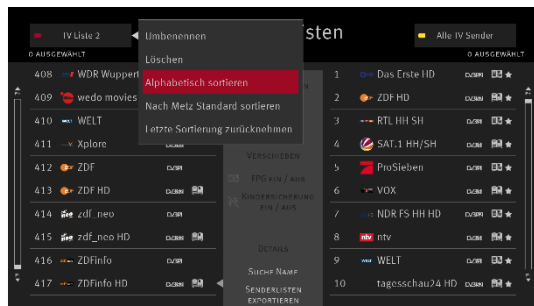 IV Liste 2
Umbenennen
sten
Alle IV Sender
0 AUSGEWÄHLT
Löschen
0 AUSGEWÄHLT
408 WDR Wuppert
Alphabetisch sortieren
1 Das Erste HD
409 wedo movies
Nach Metz Standard sortieren
2 ZDF HD
410 WELT
Letzte Sortierung zurücknehmen
3 RTL HH SH
411 Xplore
VERSCHIEBEN
4 SAT.1 HH/SH
412 ZDF
EPG EIN / AUS
5 ProSieben
413 ZDF HD
KINDERSICHERUNG
EIN / AUS
6 VOX
414 zdf_neo
7 NDR FS HH HD
415 zdf_neo HD
DETAILS
8 ntv
416 ZDFinfo
SUCHE NAME
9 WELT
417 ZDFinfo HD
SENDERLISTEN
EXPORTIEREN
10 tagesschau24 HD